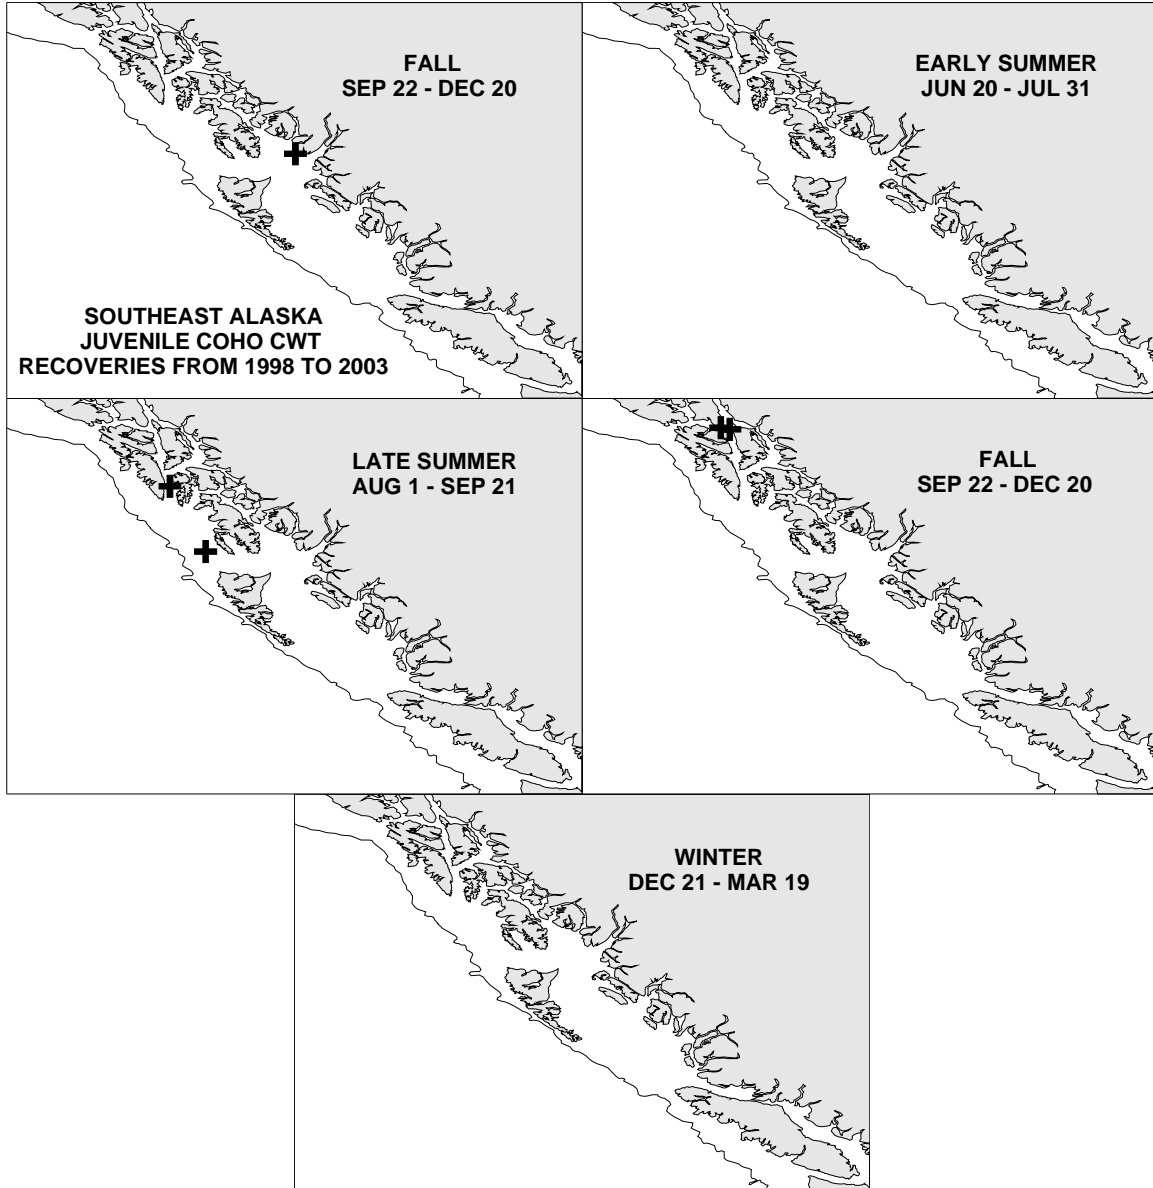 FALL
SEP 22 - DEC 20
SOUTHEAST ALASKA
JUVENILE COHO CWT
RECOVERIES FROM 1998 TO 2003
EARLY SUMMER
JUN 20 - JUL 31
LATE SUMMER
AUG 1 - SEP 21
FALL
SEP 22 - DEC 20
WINTER
DEC 21 - MAR 19